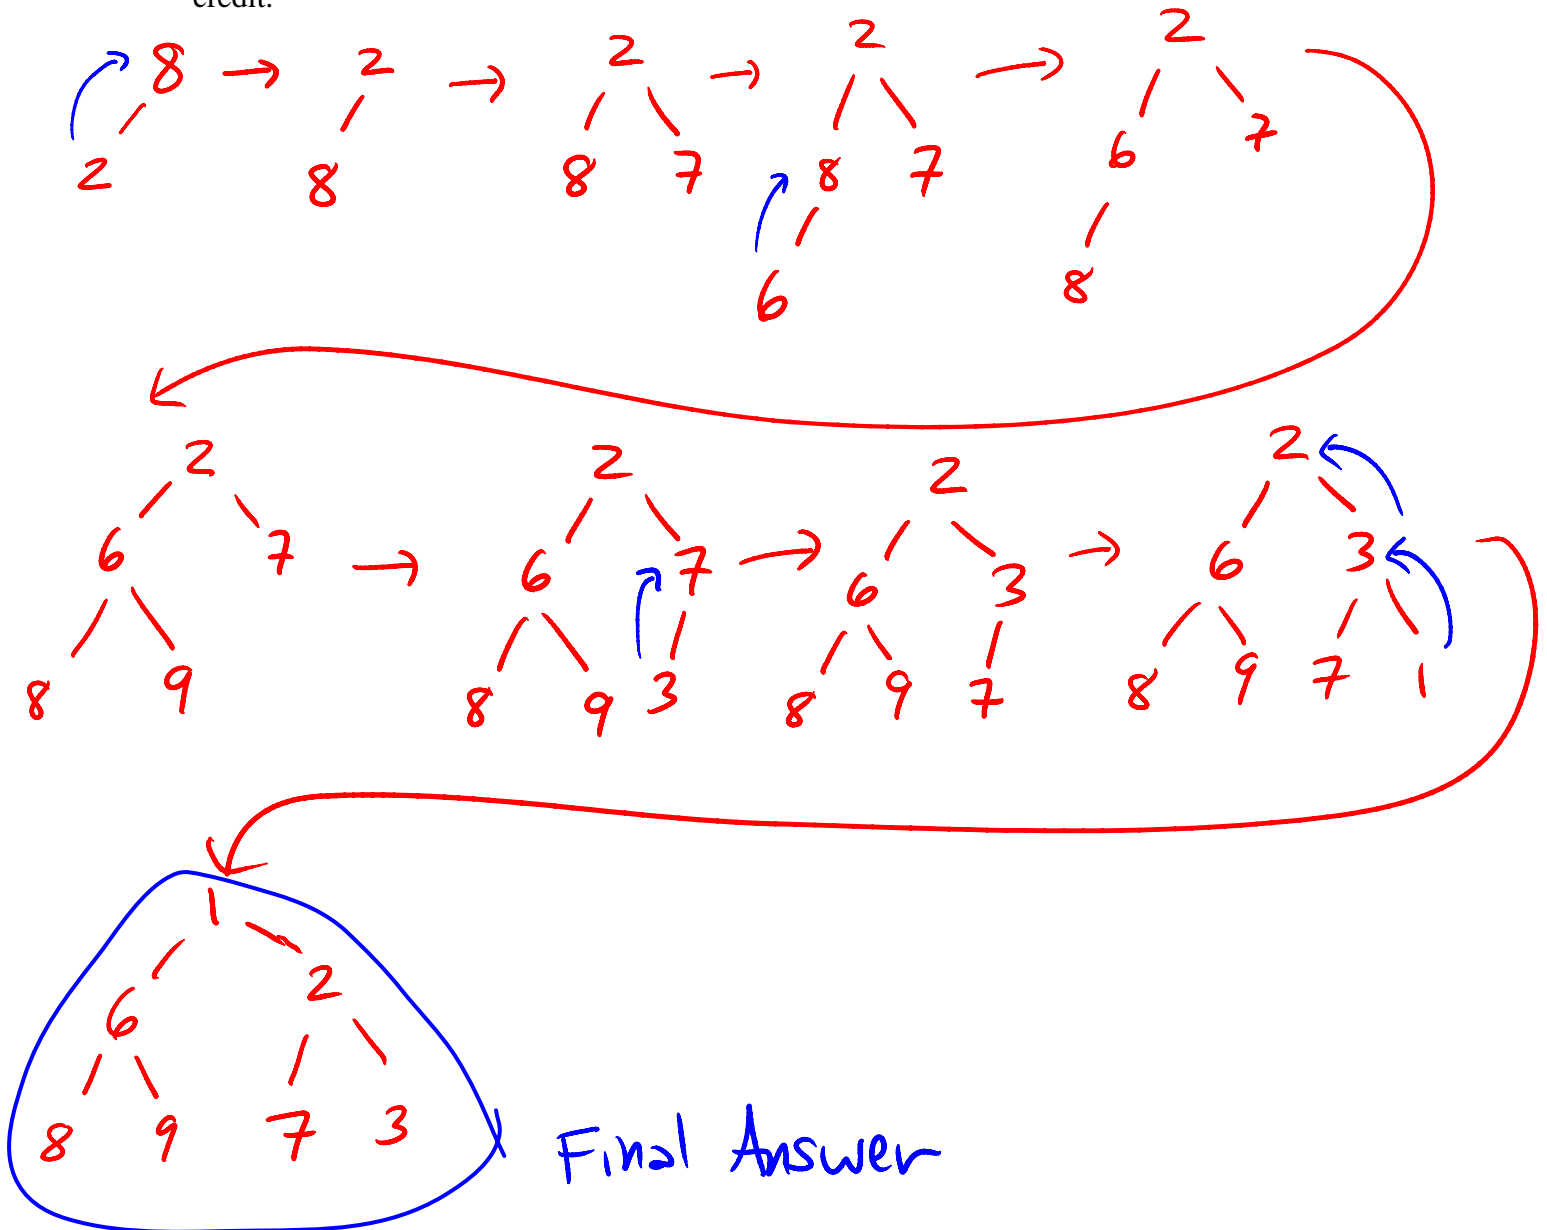 credit.
8 → 2 → 2 → 2 → 2
2 8 8 7 8 7 6 7
6 8
2 2 2 2
6 7 → 6 7 → 6 3 → 6 3
8 9 8 9 3 8 9 7 8 9 7 1
1
6 2
8 9 7 3
Final Answer